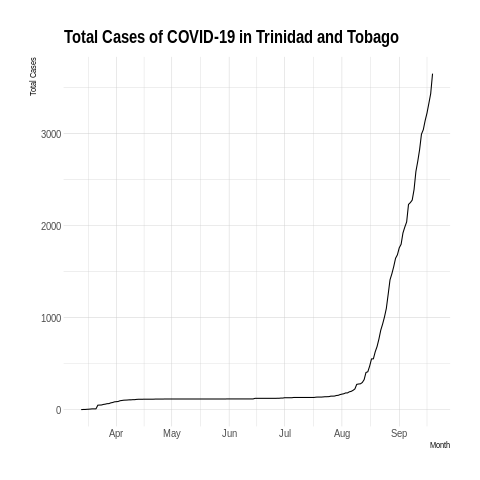 Total Cases of COVID-19 in Trinidad and Tobago
Total Cases
3000
2000
1000
0
Apr May Jun Jul Aug Sep
Month